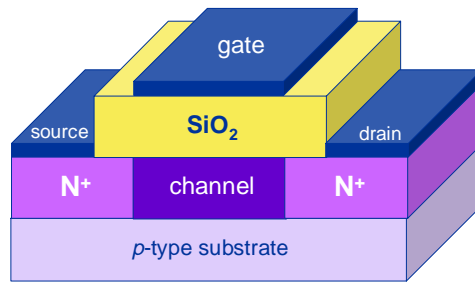 gate
SiO₂
source
drain
N⁺
channel
N⁺
p-type substrate